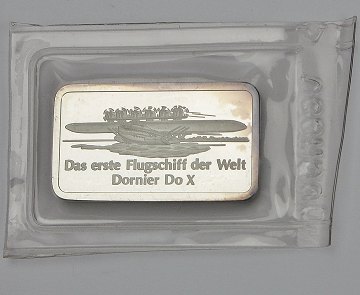 Das erste Flugschiff der Welt
Dornier Do X